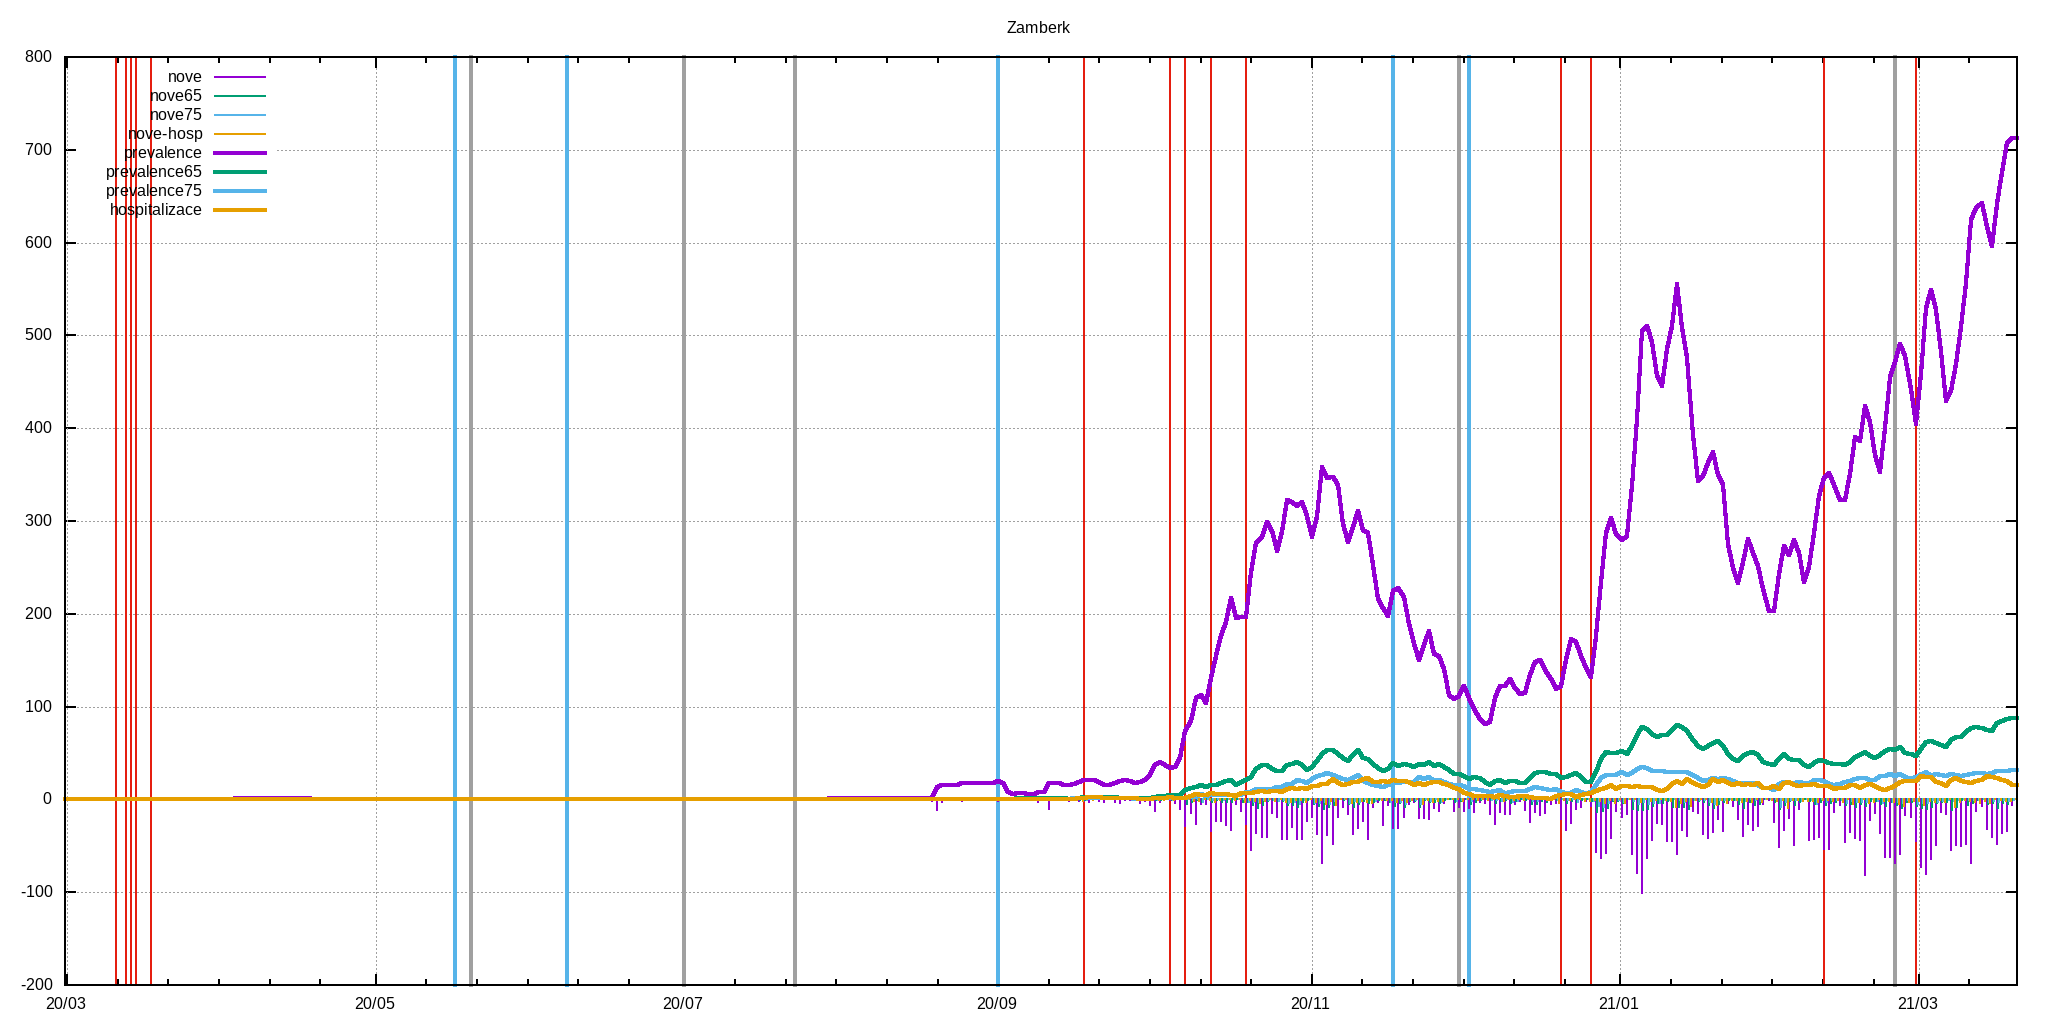 Zamberk
800
700
600
500
400
300
200
100
0
-100
-200
nove
nove65
nove75
nove-hosp
prevalence
prevalence65
prevalence75
hospitalizace
20/03 20/05 20/07 20/09 20/11 21/01 21/03